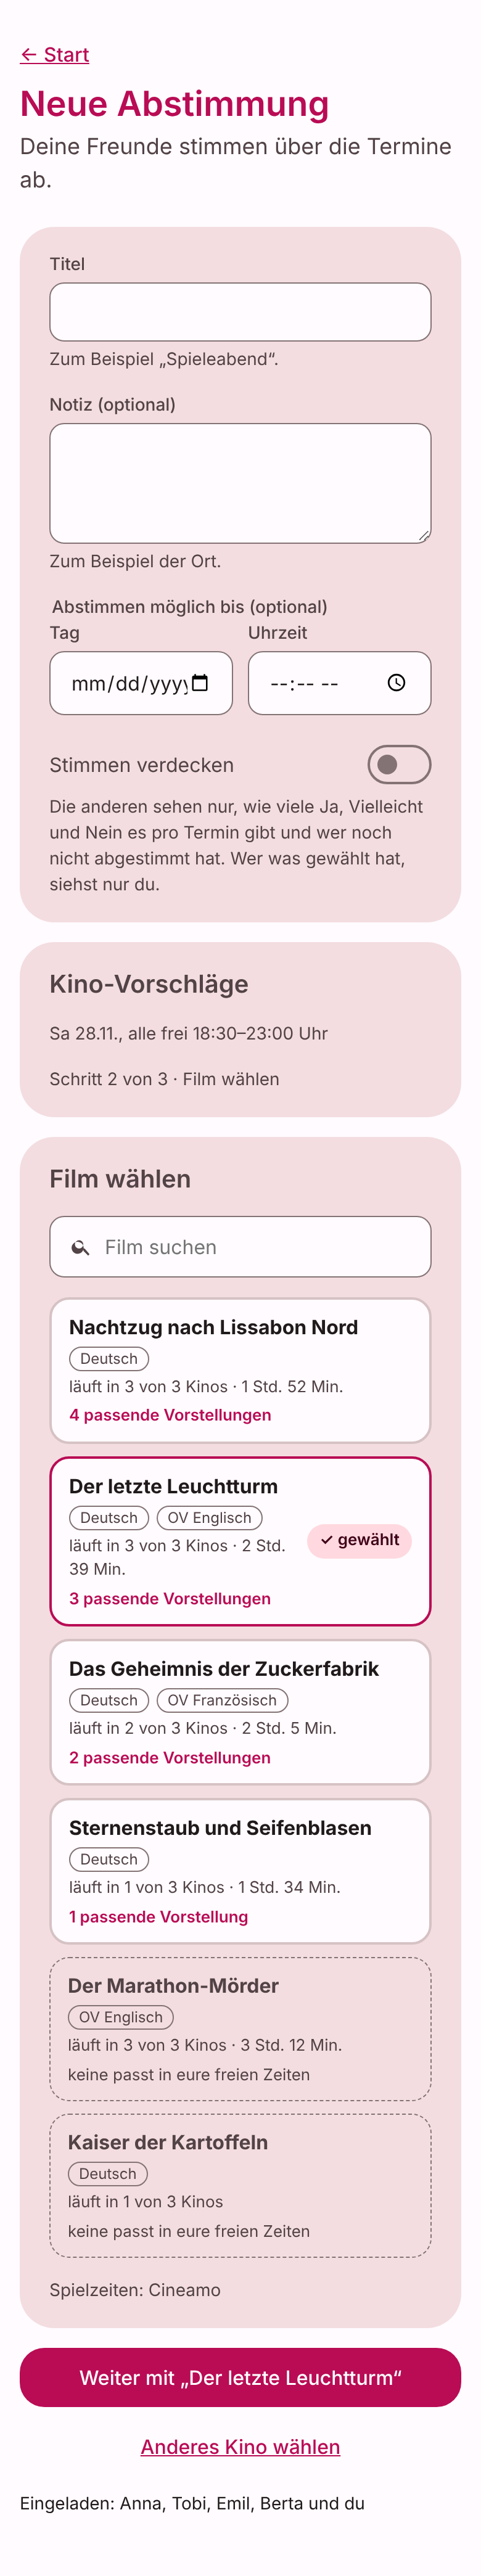 ← Start
Neue Abstimmung
Deine Freunde stimmen über die Termine
ab.
Titel
Zum Beispiel „Spieleabend“.
Notiz (optional)
Zum Beispiel der Ort.
Abstimmen möglich bis (optional)
Tag Uhrzeit
mm/dd/yyyy --:-- --
Stimmen verdecken
Die anderen sehen nur, wie viele Ja, Vielleicht
und Nein es pro Termin gibt und wer noch
nicht abgestimmt hat. Wer was gewählt hat,
siehst nur du.
Kino-Vorschläge
Sa 28.11., alle frei 18:30–23:00 Uhr
Schritt 2 von 3 · Film wählen
Film wählen
Film suchen
Nachtzug nach Lissabon Nord
Deutsch
läuft in 3 von 3 Kinos · 1 Std. 52 Min.
4 passende Vorstellungen
Der letzte Leuchtturm
Deutsch OV Englisch
läuft in 3 von 3 Kinos · 2 Std.
39 Min.
✓ gewählt
3 passende Vorstellungen
Das Geheimnis der Zuckerfabrik
Deutsch OV Französisch
läuft in 2 von 3 Kinos · 2 Std. 5 Min.
2 passende Vorstellungen
Sternenstaub und Seifenblasen
Deutsch
läuft in 1 von 3 Kinos · 1 Std. 34 Min.
1 passende Vorstellung
Der Marathon-Mörder
OV Englisch
läuft in 3 von 3 Kinos · 3 Std. 12 Min.
keine passt in eure freien Zeiten
Kaiser der Kartoffeln
Deutsch
läuft in 1 von 3 Kinos
keine passt in eure freien Zeiten
Spielzeiten: Cineamo
Weiter mit „Der letzte Leuchtturm“
Anderes Kino wählen
Eingeladen: Anna, Tobi, Emil, Berta und du